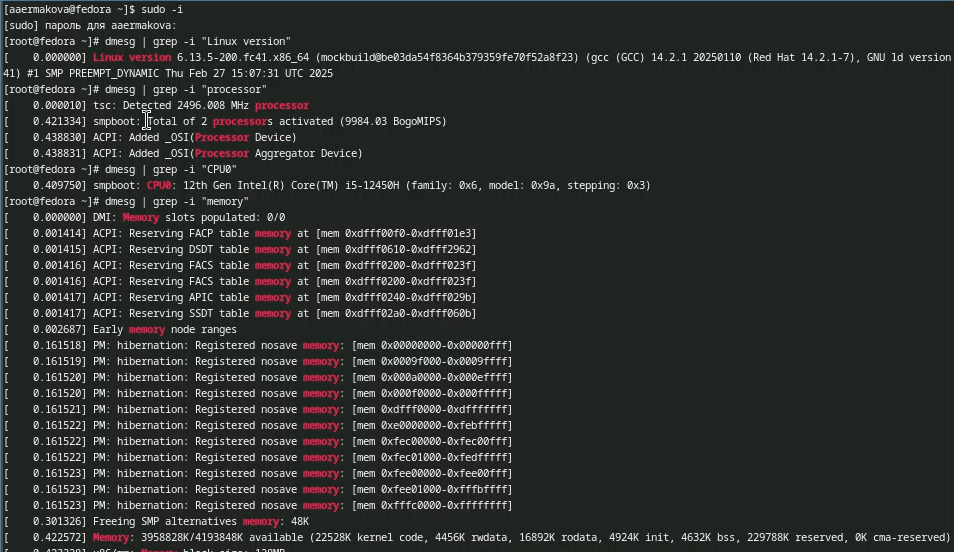 [aaermakova@fedora ~]$ sudo -i
[sudo] пароль для aaermakova:
[root@fedora ~]# dmesg | grep -i "Linux version"
[    0.000000] Linux version 6.13.5-200.fc41.x86_64 (mockbuild@be03da54f8364b379359fe70f52a8f23) (gcc (GCC) 14.2.1 20250110 (Red Hat 14.2.1-7), GNU ld version
41) #1 SMP PREEMPT_DYNAMIC Thu Feb 27 15:07:31 UTC 2025
[root@fedora ~]# dmesg | grep -i "processor"
[    0.000010] tsc: Detected 2496.008 MHz processor
[    0.421334] smpboot: Total of 2 processors activated (9984.03 BogoMIPS)
[    0.438830] ACPI: Added _OSI(Processor Device)
[    0.438831] ACPI: Added _OSI(Processor Aggregator Device)
[root@fedora ~]# dmesg | grep -i "CPU0"
[    0.409750] smpboot: CPU0: 12th Gen Intel(R) Core(TM) i5-12450H (family: 0x6, model: 0x9a, stepping: 0x3)
[root@fedora ~]# dmesg | grep -i "memory"
[    0.000000] DMI: Memory slots populated: 0/0
[    0.001414] ACPI: Reserving FACP table memory at [mem 0xdfff00f0-0xdfff01e3]
[    0.001415] ACPI: Reserving DSDT table memory at [mem 0xdfff0610-0xdfff2962]
[    0.001416] ACPI: Reserving FACS table memory at [mem 0xdfff0200-0xdfff023f]
[    0.001416] ACPI: Reserving FACS table memory at [mem 0xdfff0200-0xdfff023f]
[    0.001417] ACPI: Reserving APIC table memory at [mem 0xdfff0240-0xdfff029b]
[    0.001417] ACPI: Reserving SSDT table memory at [mem 0xdfff02a0-0xdfff060b]
[    0.002687] Early memory node ranges
[    0.161518] PM: hibernation: Registered nosave memory: [mem 0x00000000-0x00000fff]
[    0.161519] PM: hibernation: Registered nosave memory: [mem 0x0009f000-0x0009ffff]
[    0.161520] PM: hibernation: Registered nosave memory: [mem 0x000a0000-0x000effff]
[    0.161520] PM: hibernation: Registered nosave memory: [mem 0x000f0000-0x000fffff]
[    0.161521] PM: hibernation: Registered nosave memory: [mem 0xdfff0000-0xdfffffff]
[    0.161522] PM: hibernation: Registered nosave memory: [mem 0xe0000000-0xfebfffff]
[    0.161522] PM: hibernation: Registered nosave memory: [mem 0xfec00000-0xfec00fff]
[    0.161522] PM: hibernation: Registered nosave memory: [mem 0xfec01000-0xfedfffff]
[    0.161523] PM: hibernation: Registered nosave memory: [mem 0xfee00000-0xfee00fff]
[    0.161523] PM: hibernation: Registered nosave memory: [mem 0xfee01000-0xfffbffff]
[    0.161523] PM: hibernation: Registered nosave memory: [mem 0xfffc0000-0xffffffff]
[    0.301326] Freeing SMP alternatives memory: 48K
[    0.422572] Memory: 3958828K/4193848K available (22528K kernel code, 4456K rwdata, 16892K rodata, 4924K init, 4632K bss, 229788K reserved, 0K cma-reserved)